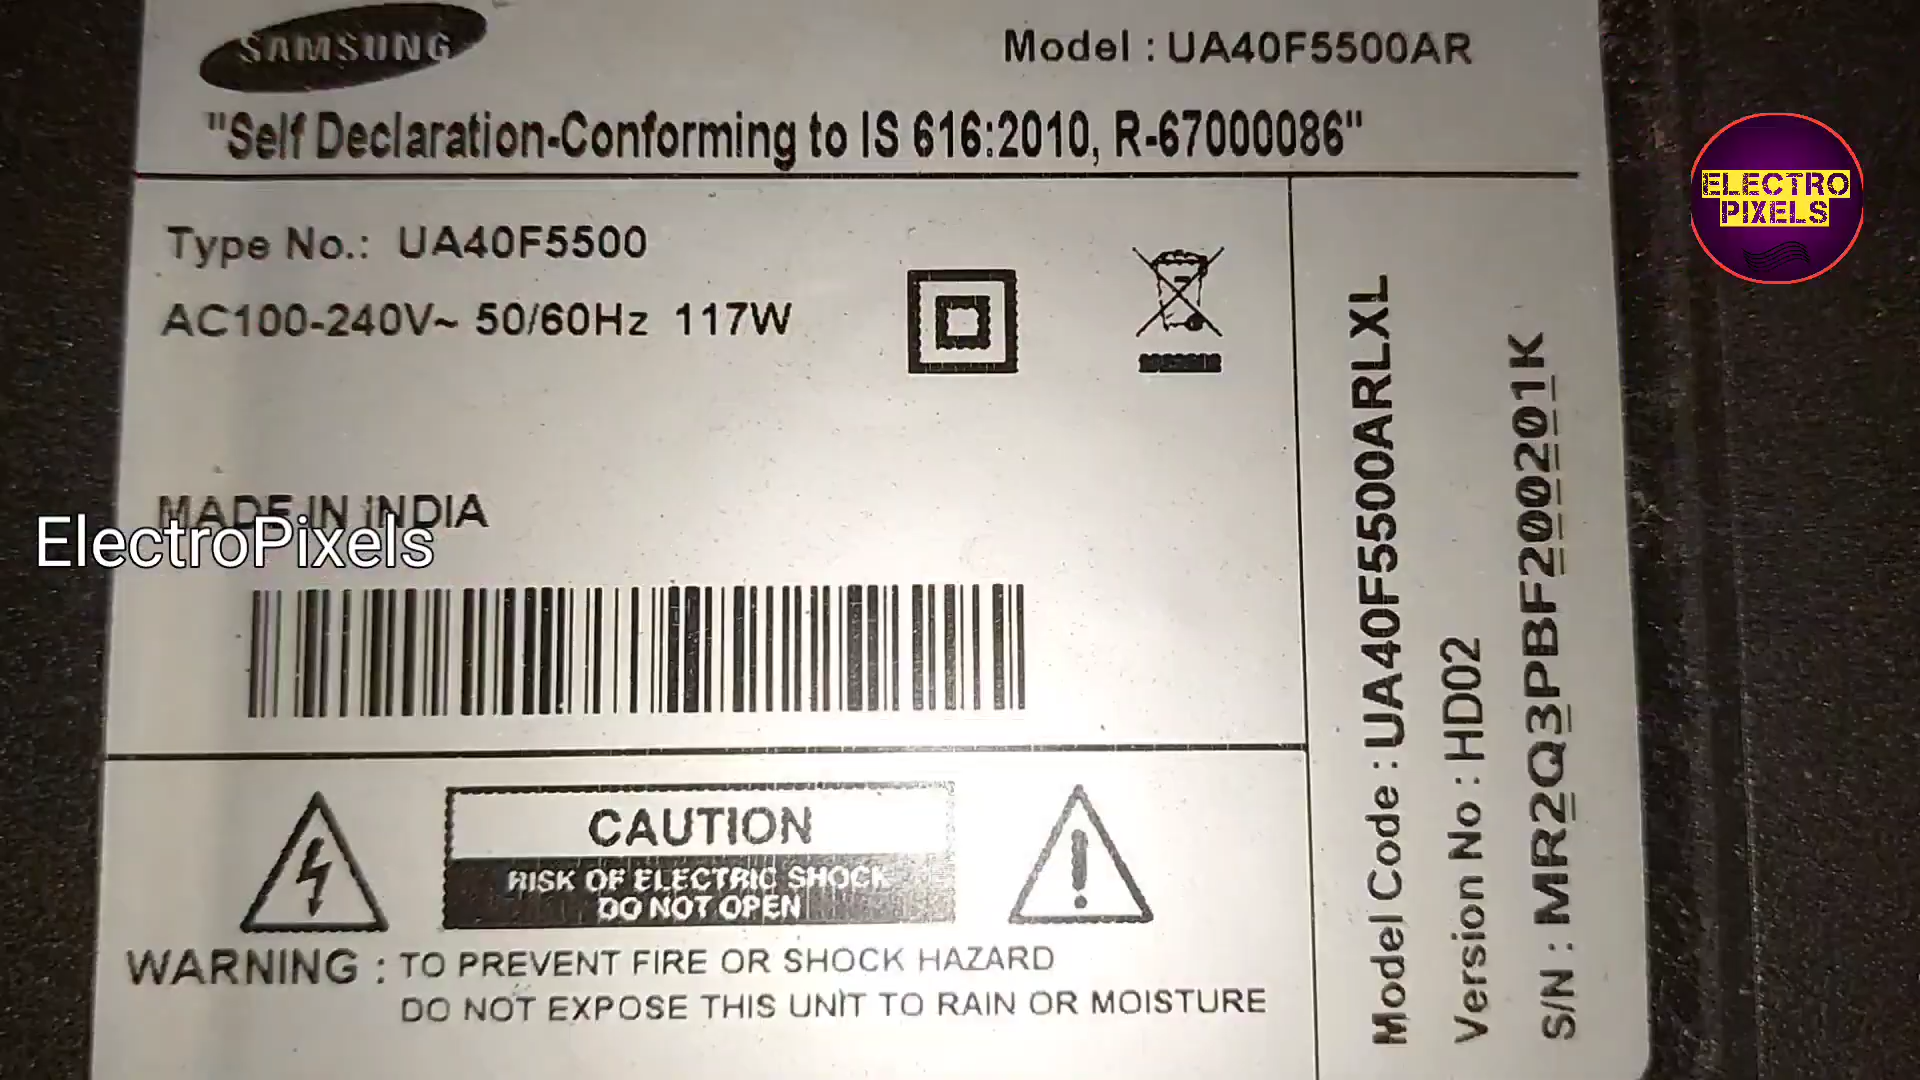 SAMSUNG
Model : UA40F5500AR
"Self Declaration-Conforming to IS 616:2010, R-67000086"
Type No.: UA40F5500
AC100-240V~ 50/60Hz 117W
MADE IN INDIA
ElectroPixels
CAUTION
RISK OF ELECTRIC SHOCK
DO NOT OPEN
WARNING : TO PREVENT FIRE OR SHOCK HAZARD
DO NOT EXPOSE THIS UNIT TO RAIN OR MOISTURE
Model Code : UA40F5500ARLXL
Version No : HD02
S/N : MR2Q3PBF200201K
ELECTRO
PIXELS